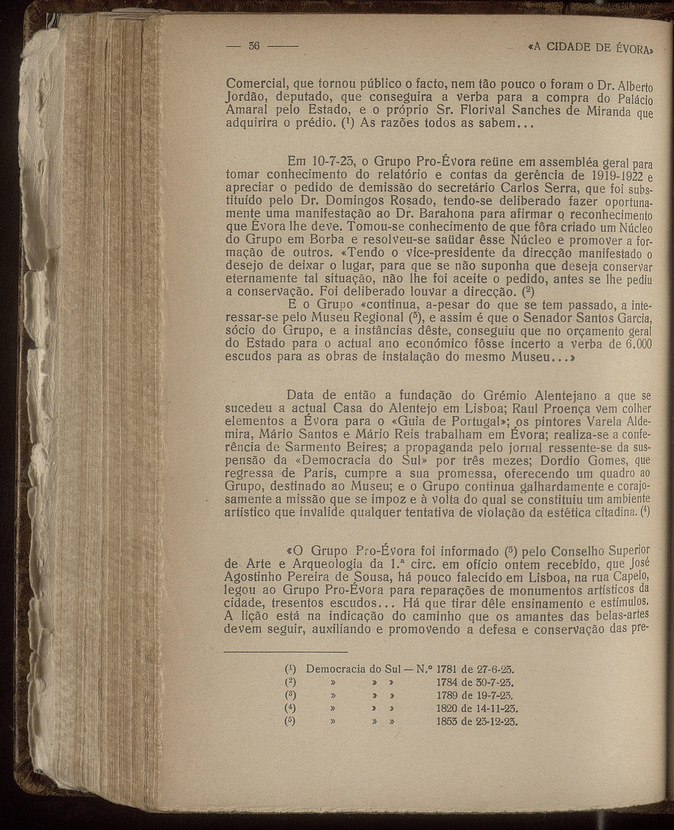 — 36 —— «A CIDADE DE ÉVORA»
Comercial, que tornou público o facto, nem tão pouco o foram o Dr. Alberto
Jordão, deputado, que conseguira a verba para a compra do Palácio
Amaral pelo Estado, e o próprio Sr. Florival Sanches de Miranda que
adquirira o prédio. (¹) As razões todos as sabem...
Em 10-7-23, o Grupo Pro-Évora reüne em assembléa geral para
tomar conhecimento do relatório e contas da gerência de 1919-1922 e
apreciar o pedido de demissão do secretário Carlos Serra, que foi subs-
tituído pelo Dr. Domingos Rosado, tendo-se deliberado fazer oportuna-
mente uma manifestação ao Dr. Barahona para afirmar o reconhecimento
que Évora lhe deve. Tomou-se conhecimento de que fôra criado um Núcleo
do Grupo em Borba e resolveu-se saüdar êsse Núcleo e promover a for-
mação de outros. «Tendo o vice-presidente da direcção manifestado o
desejo de deixar o lugar, para que se não suponha que deseja conservar
eternamente tal situação, não lhe foi aceite o pedido, antes se lhe pediu
a conservação. Foi deliberado louvar a direcção. (²)
E o Grupo «continua, a-pesar do que se tem passado, a inte-
ressar-se pelo Museu Regional (³), e assim é que o Senador Santos Garcia,
sócio do Grupo, e a instâncias dêste, conseguiu que no orçamento geral
do Estado para o actual ano económico fôsse incerto a verba de 6.000
escudos para as obras de instalação do mesmo Museu...»
Data de então a fundação do Grémio Alentejano a que se
sucedeu a actual Casa do Alentejo em Lisboa; Raul Proença vem colher
elementos a Évora para o «Guia de Portugal»; os pintores Varela Alde-
mira, Mário Santos e Mário Reis trabalham em Évora; realiza-se a confe-
rência de Sarmento Beires; a propaganda pelo jornal ressente-se da sus-
pensão da «Democracia do Sul» por três mezes; Dordio Gomes, que
regressa de Paris, cumpre a sua promessa, oferecendo um quadro ao
Grupo, destinado ao Museu; e o Grupo continua galhardamente e corajo-
samente a missão que se impoz e à volta do qual se constituiu um ambiente
artístico que invalide qualquer tentativa de violação da estética citadina. (⁴)
«O Grupo Pro-Évora foi informado (⁵) pelo Conselho Superior
de Arte e Arqueologia da 1.ª circ. em ofício ontem recebido, que José
Agostinho Pereira de Sousa, há pouco falecido em Lisboa, na rua Capelo,
legou ao Grupo Pro-Évora para reparações de monumentos artísticos da
cidade, tresentos escudos... Há que tirar dêle ensinamento e estímulos.
A lição está na indicação do caminho que os amantes das belas-artes
devem seguir, auxiliando e promovendo a defesa e conservação das pre-
(¹) Democracia do Sul — N.º 1781 de 27-6-23.
(²) » » » 1784 de 30-7-23.
(³) » » » 1789 de 19-7-23.
(⁴) » » » 1820 de 14-11-23.
(⁵) » » » 1853 de 23-12-23.